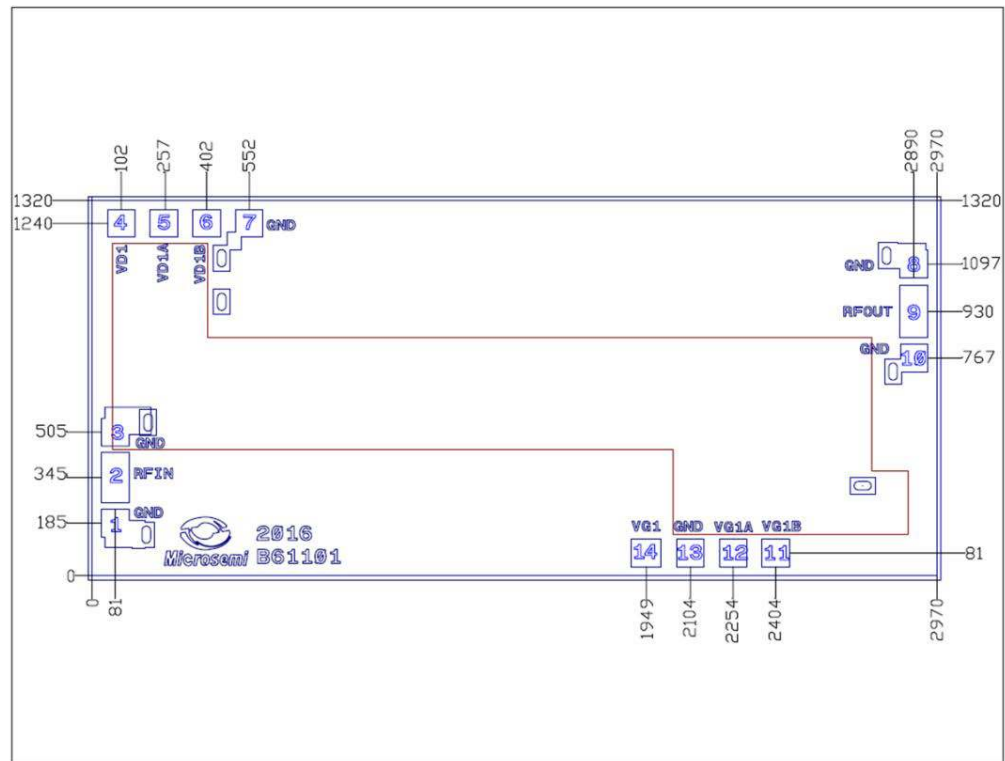 102 257 402 552 2890 2970
1320 1320
1240 4 5 6 7 GND
VD1 VD1A VD1B
GND 8 1097
RFOUT 9 930
GND 10 767
505 3 GND
345 2 RFIN
185 1 GND
2016
Microsemi B61101
VG1 GND VG1A VG1B
14 13 12 11 81
0
0 81 1949 2104 2254 2404 2970